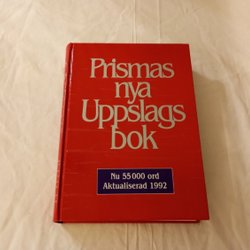 Prismas
nya
Uppslags
bok
Nu 55000 ord
Aktualiserad 1992